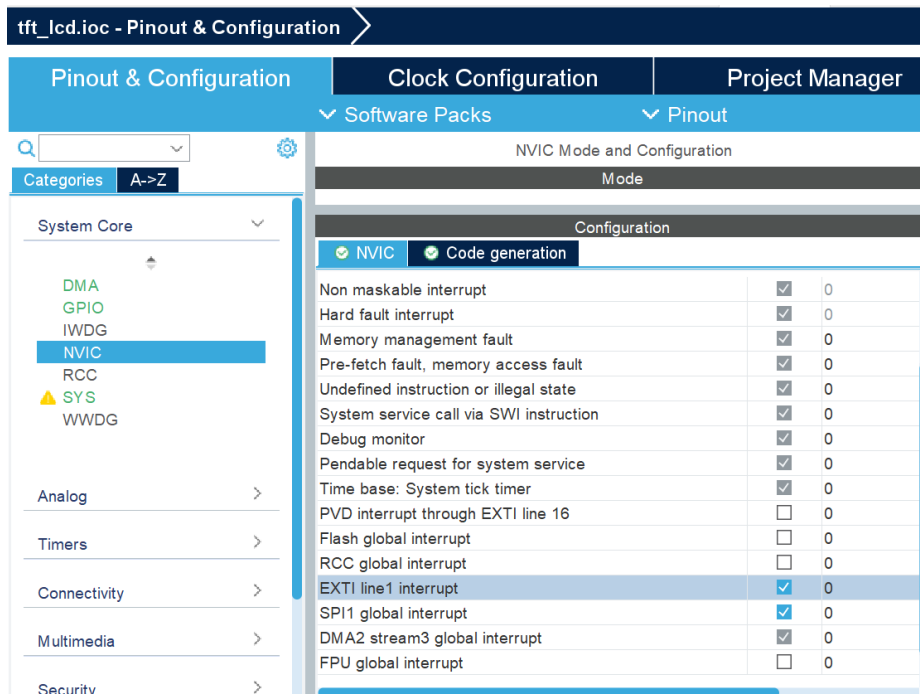 tft_lcd.ioc - Pinout & Configuration
Pinout & Configuration Clock Configuration Project Manager
Software Packs Pinout
NVIC Mode and Configuration
Categories A->Z
Mode
System Core
Configuration
NVIC Code generation
DMA
GPIO
IWDG
NVIC
RCC
SYS
WWDG
Analog
Timers
Connectivity
Multimedia
Security
Non maskable interrupt 0
Hard fault interrupt 0
Memory management fault 0
Pre-fetch fault, memory access fault 0
Undefined instruction or illegal state 0
System service call via SWI instruction 0
Debug monitor 0
Pendable request for system service 0
Time base: System tick timer 0
PVD interrupt through EXTI line 16 0
Flash global interrupt 0
RCC global interrupt 0
EXTI line1 interrupt 0
SPI1 global interrupt 0
DMA2 stream3 global interrupt 0
FPU global interrupt 0